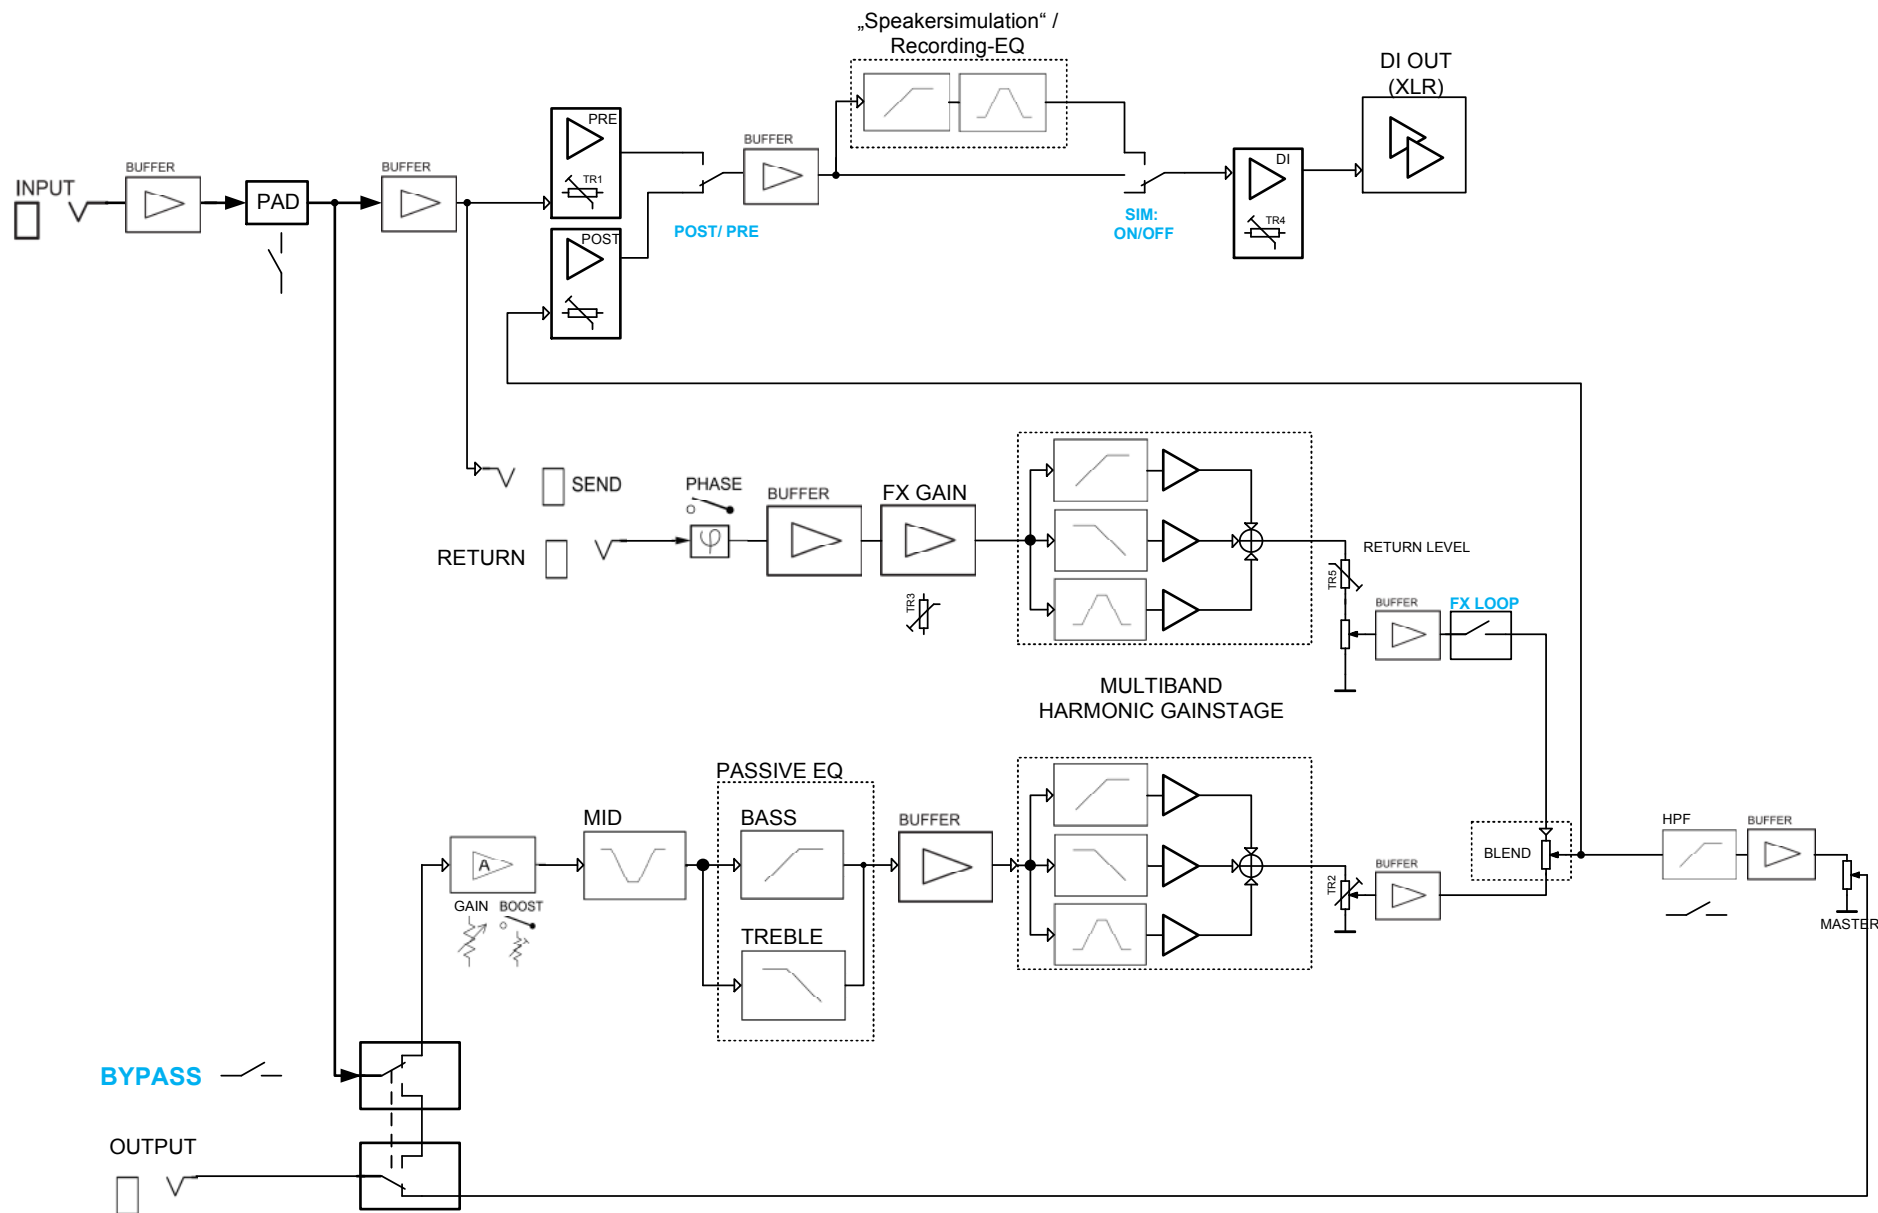 „Speakersimulation“ /
Recording-EQ
DI OUT
(XLR)
PRE
TR1
BUFFER
DI
TR4
BUFFER
BUFFER
INPUT
PAD
POST/ PRE
SIM:
ON/OFF
POST
SEND
PHASE
BUFFER
FX GAIN
φ
RETURN
RETURN LEVEL
TR3
TR5
BUFFER
FX LOOP
MULTIBAND
HARMONIC GAINSTAGE
PASSIVE EQ
MID
BASS
BUFFER
HPF
BUFFER
BLEND
A
BUFFER
TR2
GAIN
BOOST
MASTER
TREBLE
BYPASS
OUTPUT